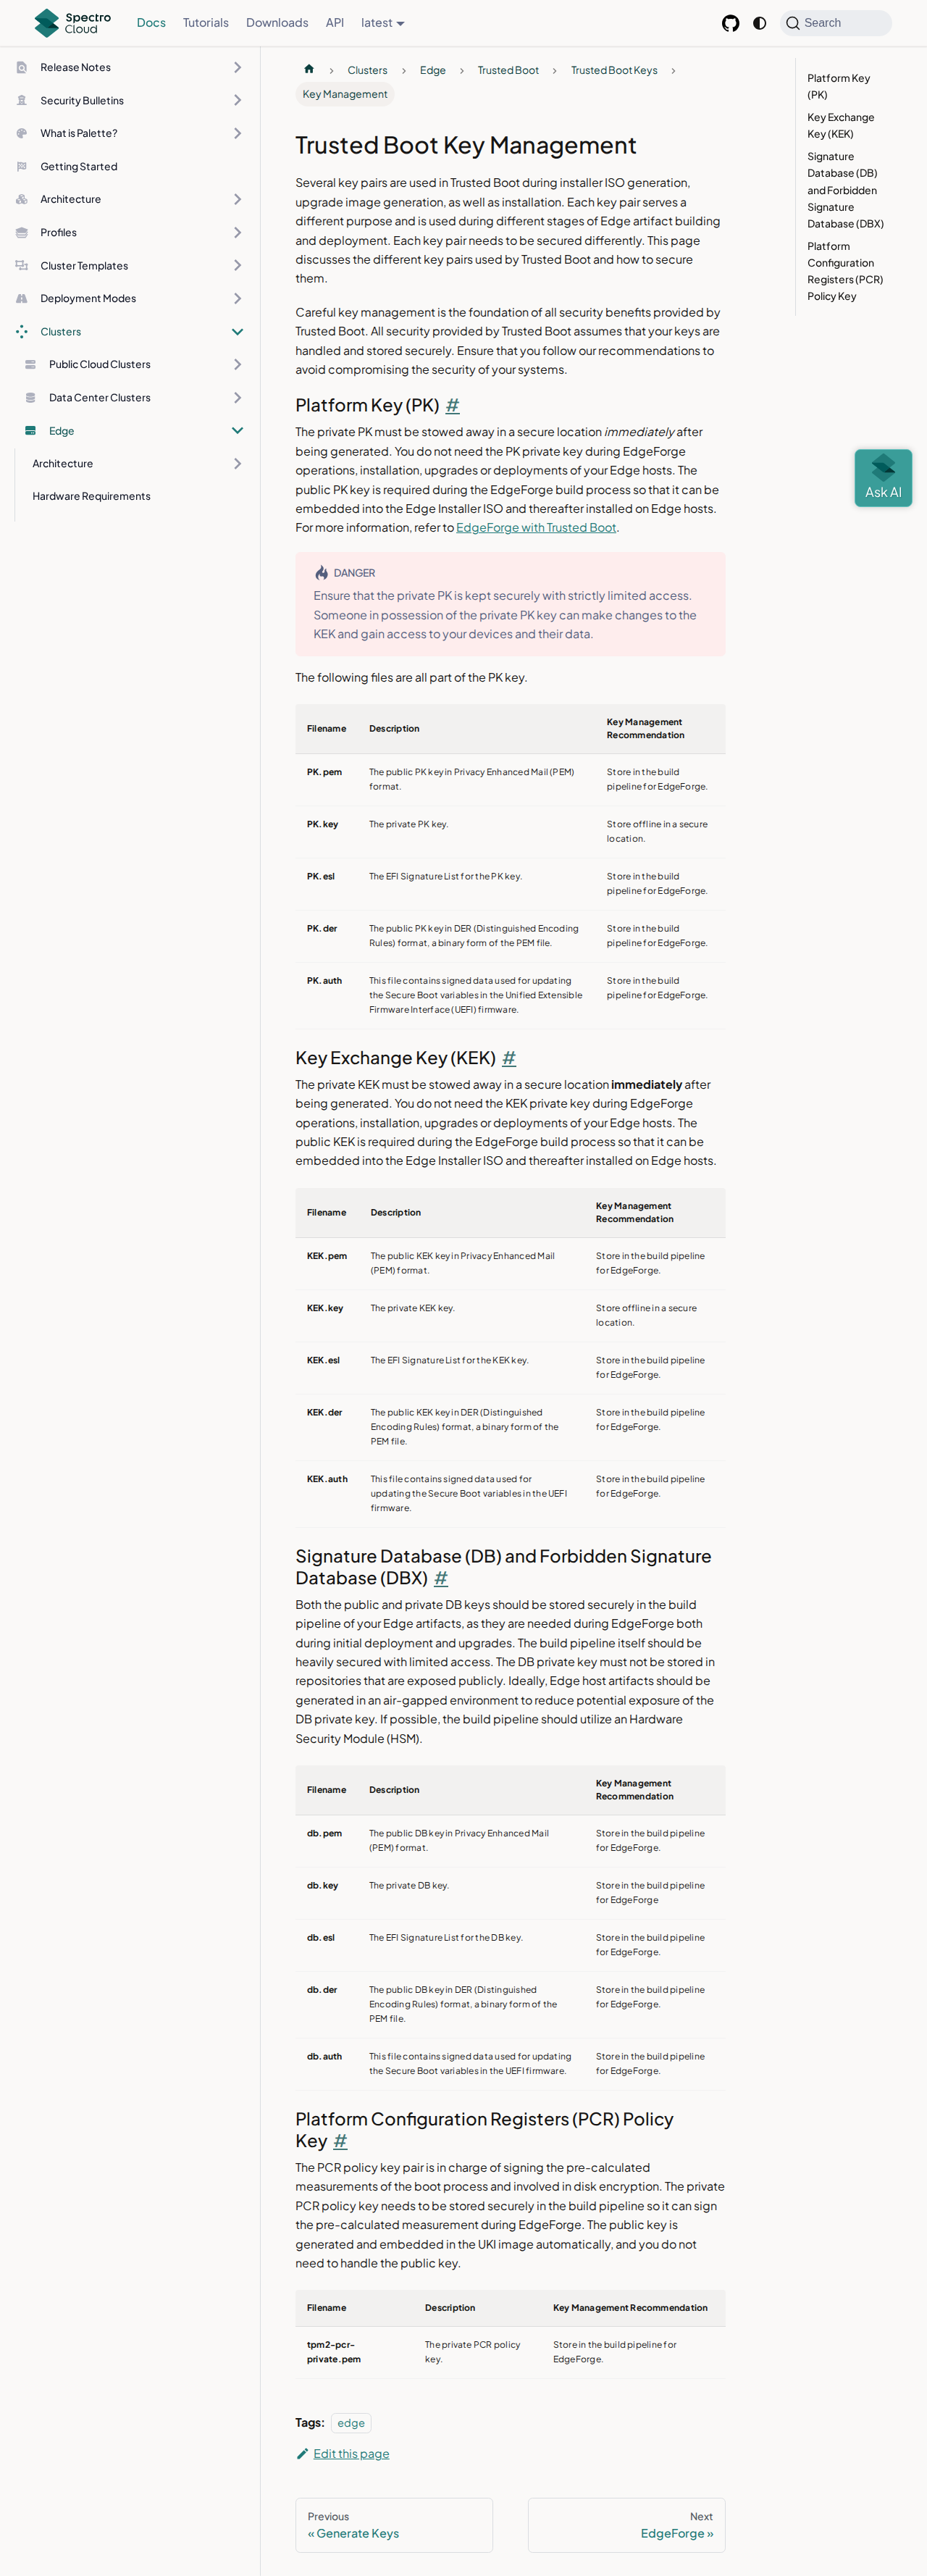 Spectro
Cloud
Docs
Tutorials
Downloads
API
latest
Search
Release Notes
Security Bulletins
What is Palette?
Getting Started
Architecture
Profiles
Cluster Templates
Deployment Modes
Clusters
Public Cloud Clusters
Data Center Clusters
Edge
Architecture
Hardware Requirements
Clusters
Edge
Trusted Boot
Trusted Boot Keys
Key Management
Trusted Boot Key Management
Several key pairs are used in Trusted Boot during installer ISO generation,
upgrade image generation, as well as installation. Each key pair serves a
different purpose and is used during different stages of Edge artifact building
and deployment. Each key pair needs to be secured differently. This page
discusses the different key pairs used by Trusted Boot and how to secure
them.
Careful key management is the foundation of all security benefits provided by
Trusted Boot. All security provided by Trusted Boot assumes that your keys are
handled and stored securely. Ensure that you follow our recommendations to
avoid compromising the security of your systems.
Platform Key (PK) #
The private PK must be stowed away in a secure location immediately after
being generated. You do not need the PK private key during EdgeForge
operations, installation, upgrades or deployments of your Edge hosts. The
public PK key is required during the EdgeForge build process so that it can be
embedded into the Edge Installer ISO and thereafter installed on Edge hosts.
For more information, refer to EdgeForge with Trusted Boot.
DANGER
Ensure that the private PK is kept securely with strictly limited access.
Someone in possession of the private PK key can make changes to the
KEK and gain access to your devices and their data.
The following files are all part of the PK key.
Filename
Description
Key Management
Recommendation
PK.pem
The public PK key in Privacy Enhanced Mail (PEM)
format.
Store in the build
pipeline for EdgeForge.
PK.key
The private PK key.
Store offline in a secure
location.
PK.esl
The EFI Signature List for the PK key.
Store in the build
pipeline for EdgeForge.
PK.der
The public PK key in DER (Distinguished Encoding
Rules) format, a binary form of the PEM file.
Store in the build
pipeline for EdgeForge.
PK.auth
This file contains signed data used for updating
the Secure Boot variables in the Unified Extensible
Firmware Interface (UEFI) firmware.
Store in the build
pipeline for EdgeForge.
Key Exchange Key (KEK) #
The private KEK must be stowed away in a secure location immediately after
being generated. You do not need the KEK private key during EdgeForge
operations, installation, upgrades or deployments of your Edge hosts. The
public KEK is required during the EdgeForge build process so that it can be
embedded into the Edge Installer ISO and thereafter installed on Edge hosts.
Filename
Description
Key Management
Recommendation
KEK.pem
The public KEK key in Privacy Enhanced Mail
(PEM) format.
Store in the build pipeline
for EdgeForge.
KEK.key
The private KEK key.
Store offline in a secure
location.
KEK.esl
The EFI Signature List for the KEK key.
Store in the build pipeline
for EdgeForge.
KEK.der
The public KEK key in DER (Distinguished
Encoding Rules) format, a binary form of the
PEM file.
Store in the build pipeline
for EdgeForge.
KEK.auth
This file contains signed data used for
updating the Secure Boot variables in the UEFI
firmware.
Store in the build pipeline
for EdgeForge.
Signature Database (DB) and Forbidden Signature
Database (DBX) #
Both the public and private DB keys should be stored securely in the build
pipeline of your Edge artifacts, as they are needed during EdgeForge both
during initial deployment and upgrades. The build pipeline itself should be
heavily secured with limited access. The DB private key must not be stored in
repositories that are exposed publicly. Ideally, Edge host artifacts should be
generated in an air-gapped environment to reduce potential exposure of the
DB private key. If possible, the build pipeline should utilize an Hardware
Security Module (HSM).
Filename
Description
Key Management
Recommendation
db.pem
The public DB key in Privacy Enhanced Mail
(PEM) format.
Store in the build pipeline
for EdgeForge.
db.key
The private DB key.
Store in the build pipeline
for EdgeForge
db.esl
The EFI Signature List for the DB key.
Store in the build pipeline
for EdgeForge.
db.der
The public DB key in DER (Distinguished
Encoding Rules) format, a binary form of the
PEM file.
Store in the build pipeline
for EdgeForge.
db.auth
This file contains signed data used for updating
the Secure Boot variables in the UEFI firmware.
Store in the build pipeline
for EdgeForge.
Platform Configuration Registers (PCR) Policy
Key #
The PCR policy key pair is in charge of signing the pre-calculated
measurements of the boot process and involved in disk encryption. The private
PCR policy key needs to be stored securely in the build pipeline so it can sign
the pre-calculated measurement during EdgeForge. The public key is
generated and embedded in the UKI image automatically, and you do not
need to handle the public key.
Filename
Description
Key Management Recommendation
tpm2-pcr-
private.pem
The private PCR policy
key.
Store in the build pipeline for
EdgeForge.
Tags: edge
Edit this page
Previous
« Generate Keys
Next
EdgeForge »
Platform Key
(PK)
Key Exchange
Key (KEK)
Signature
Database (DB)
and Forbidden
Signature
Database (DBX)
Platform
Configuration
Registers (PCR)
Policy Key
Ask AI